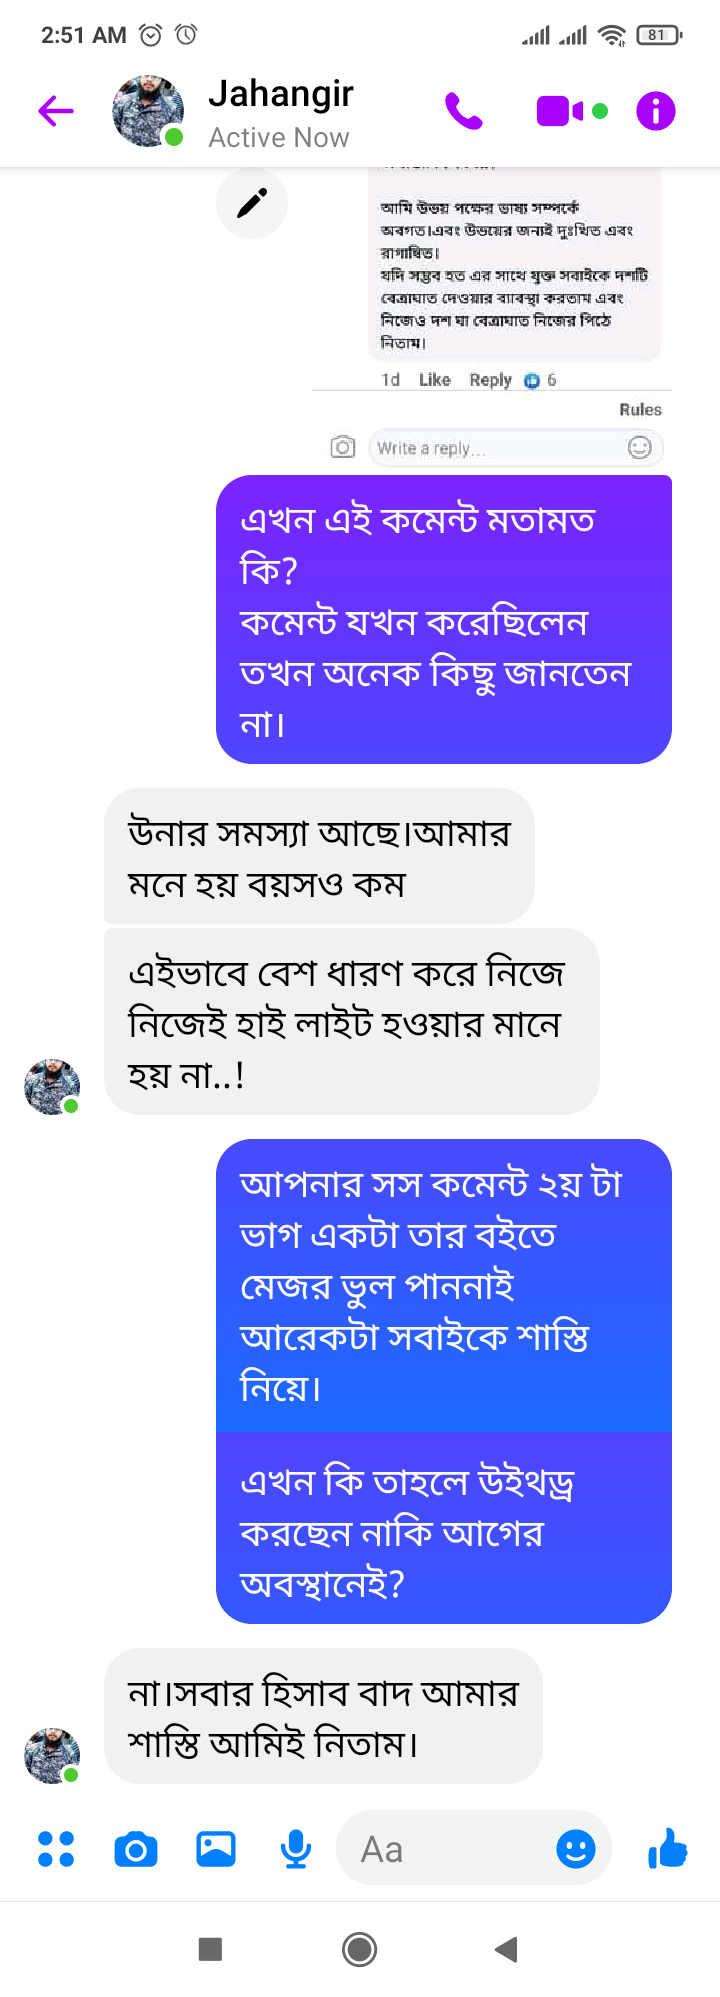 2:51 AM
81
Jahangir
Active Now
আমি উভয় পক্ষের ভাষ্য সম্পর্কে
অবগত।এবং উভয়ের জন্যই দুঃখিত এবং
রাগান্বিত।
যদি সম্ভব হত এর সাথে যুক্ত সবাইকে দশটি
বেত্রাঘাত দেওয়ার ব্যাবস্থা করতাম এবং
নিজেও দশ ঘা বেত্রাঘাত নিজের পিঠে
নিতাম।
1d Like Reply 6
Rules
Write a reply...
এখন এই কমেন্ট মতামত
কি?
কমেন্ট যখন করেছিলেন
তখন অনেক কিছু জানতেন
না।
উনার সমস্যা আছে।আমার
মনে হয় বয়সও কম
এইভাবে বেশ ধারণ করে নিজে
নিজেই হাই লাইট হওয়ার মানে
হয় না..!
আপনার সস কমেন্ট ২য় টা
ভাগ একটা তার বইতে
মেজর ভুল পাননাই
আরেকটা সবাইকে শাস্তি
নিয়ে।
এখন কি তাহলে উইথড্র
করছেন নাকি আগের
অবস্থানেই?
না।সবার হিসাব বাদ আমার
শাস্তি আমিই নিতাম।
Aa